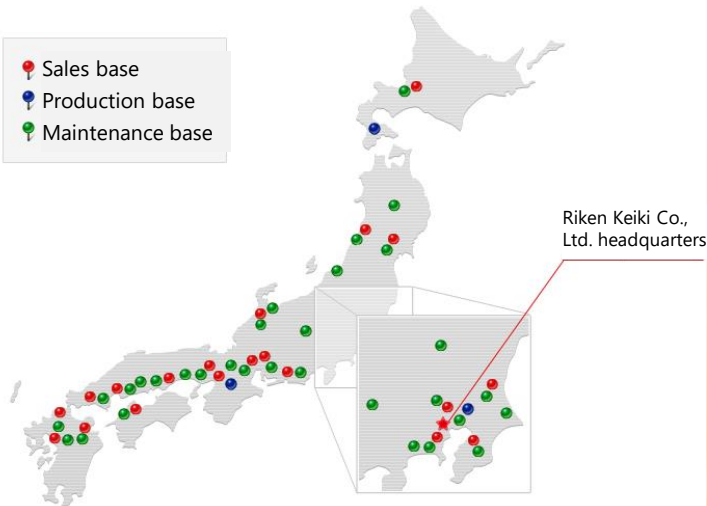 Sales base
Production base
Maintenance base
Riken Keiki Co.,
Ltd. headquarters